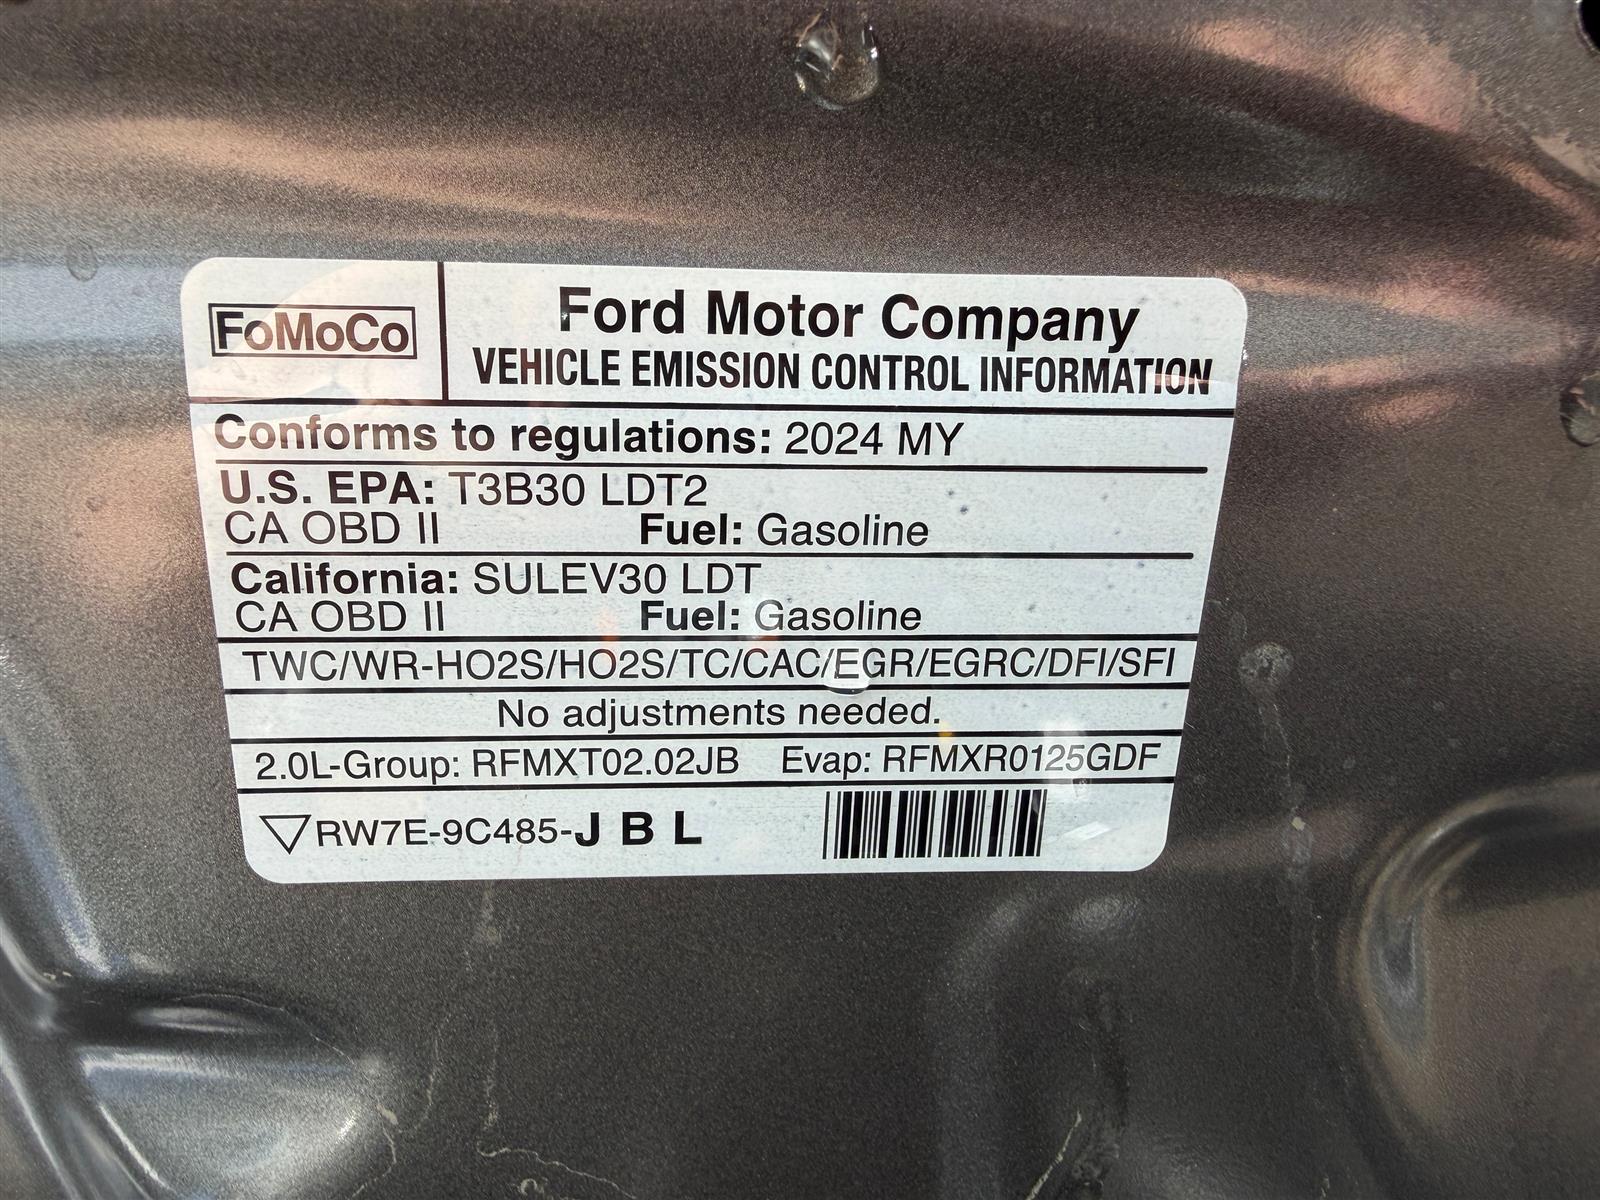 FoMoCo
Ford Motor Company
VEHICLE EMISSION CONTROL INFORMATION
Conforms to regulations: 2024 MY
U.S. EPA: T3B30 LDT2
CA OBD II Fuel: Gasoline
California: SULEV30 LDT
CA OBD II Fuel: Gasoline
TWC/WR-HO2S/HO2S/TC/CAC/EGR/EGRC/DFI/SFI
No adjustments needed.
2.0L-Group: RFMXT02.02JB Evap: RFMXR0125GDF
RW7E-9C485-J B L